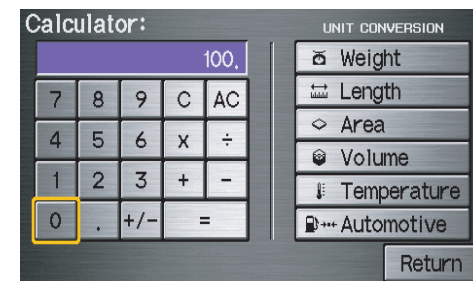 Calculator:
UNIT CONVERSION
100.
7 8 9 C AC
4 5 6 x ÷
1 2 3 + −
0 . +/− =
Weight
Length
Area
Volume
Temperature
Automotive
Return